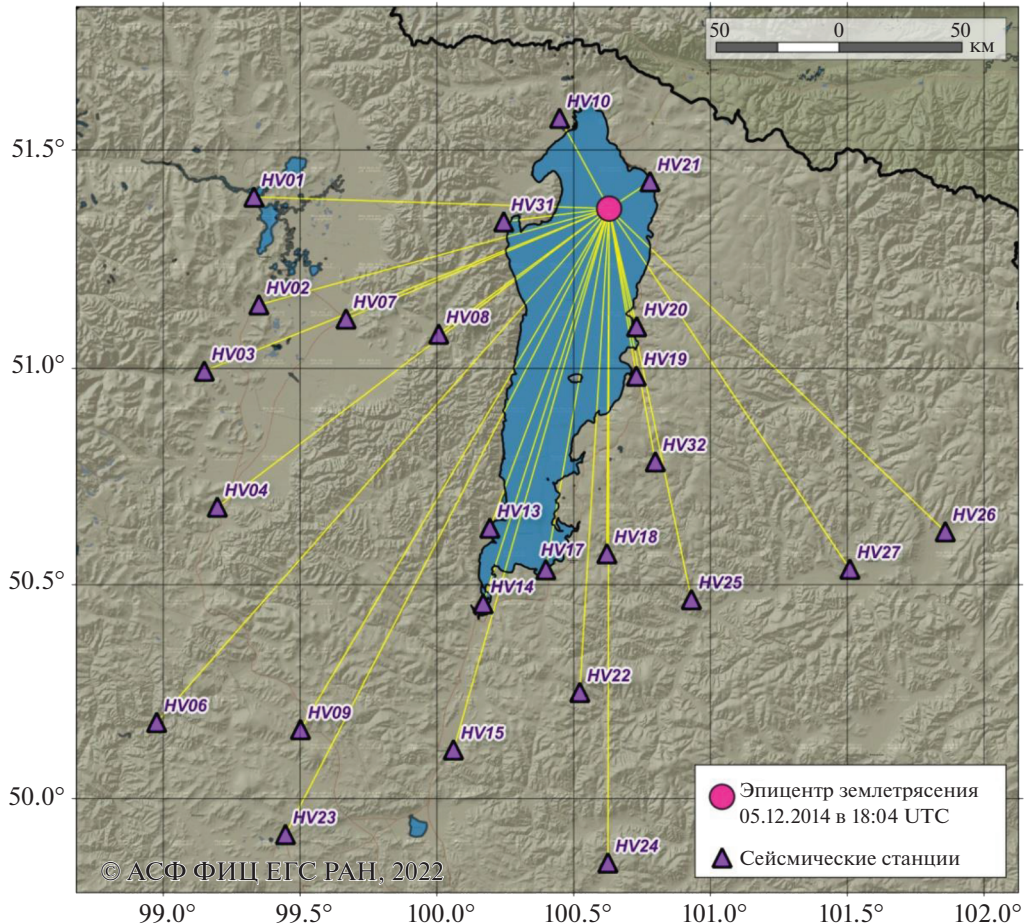 50 0 50
км
HV10
51.5°
HV21
HV01
HV31
HV02
HV07
HV08
HV20
HV03
51.0°
HV19
HV32
HV04
HV13
HV26
HV18
HV17
HV27
50.5°
HV14
HV25
HV22
HV06
HV09
HV15
50.0°
Эпицентр землетрясения
05.12.2014 в 18:04 UTC
HV23
HV24
Сейсмические станции
© АСФ ФИЦ ЕГС РАН, 2022
99.0° 99.5° 100.0° 100.5° 101.0° 101.5° 102.0°